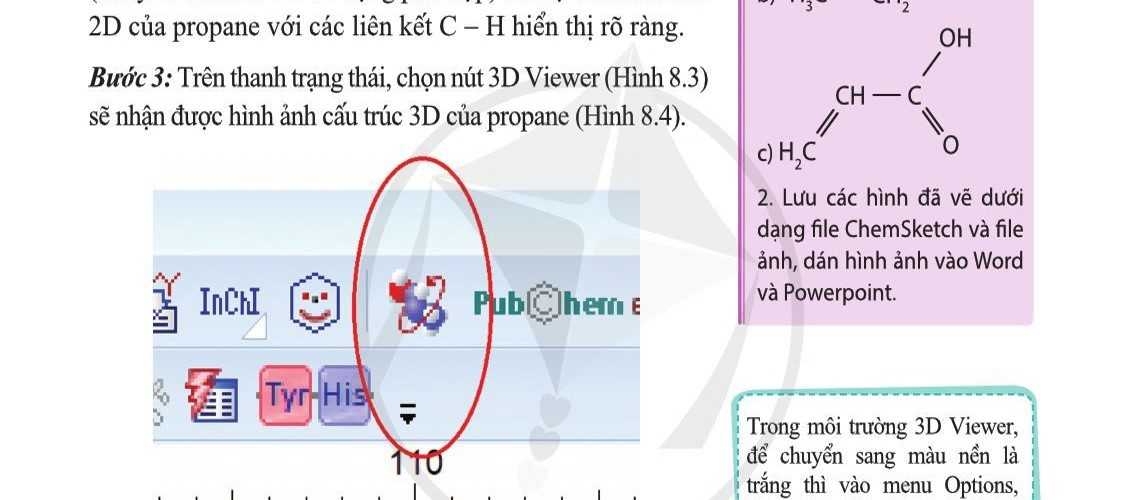 2D của propane với các liên kết C – H hiển thị rõ ràng.
Bước 3: Trên thanh trạng thái, chọn nút 3D Viewer (Hình 8.3)
sẽ nhận được hình ảnh cấu trúc 3D của propane (Hình 8.4).
InChI
PubChem
Tyr His
110
OH
CH — C
O
c) H₂C
2. Lưu các hình đã vẽ dưới
dạng file ChemSketch và file
ảnh, dán hình ảnh vào Word
và Powerpoint.
Trong môi trường 3D Viewer,
để chuyển sang màu nền là
trắng thì vào menu Options,